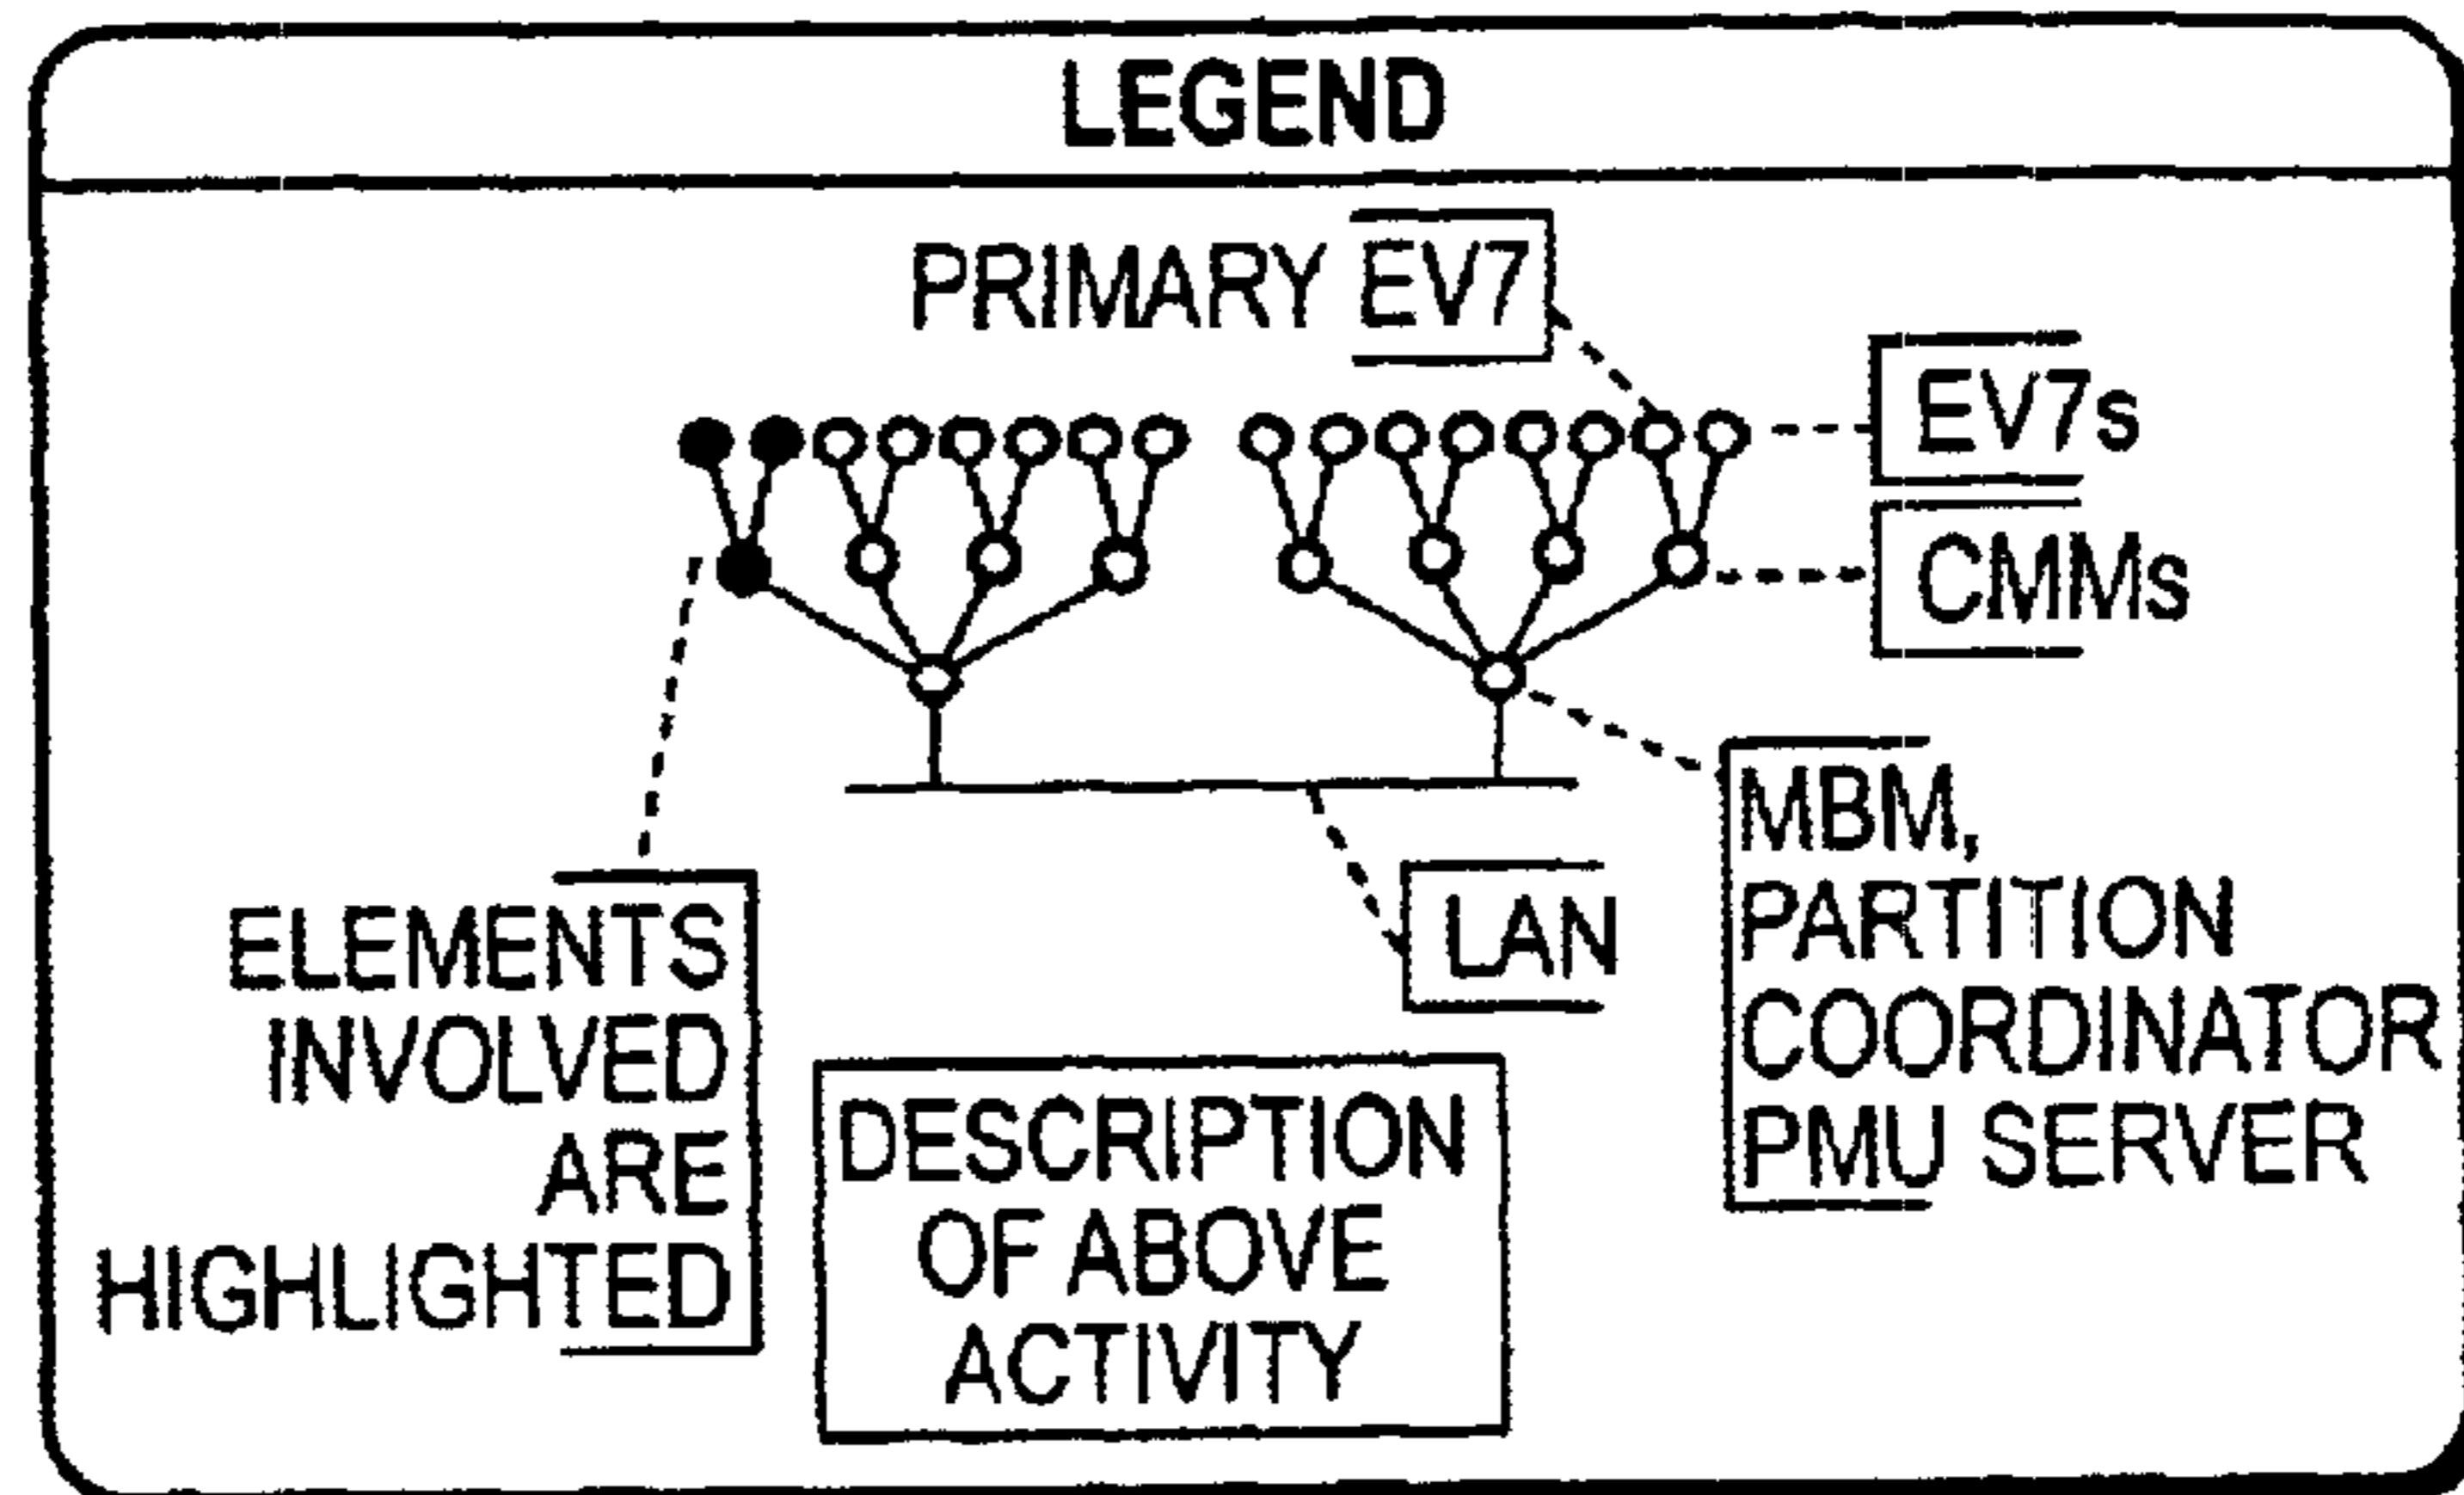 LEGEND
PRIMARY EV7
EV7s
CMMs
MBM,
PARTITION
COORDINATOR
PMU SERVER
LAN
ELEMENTS
INVOLVED
ARE
HIGHLIGHTED
DESCRIPTION
OF ABOVE
ACTIVITY